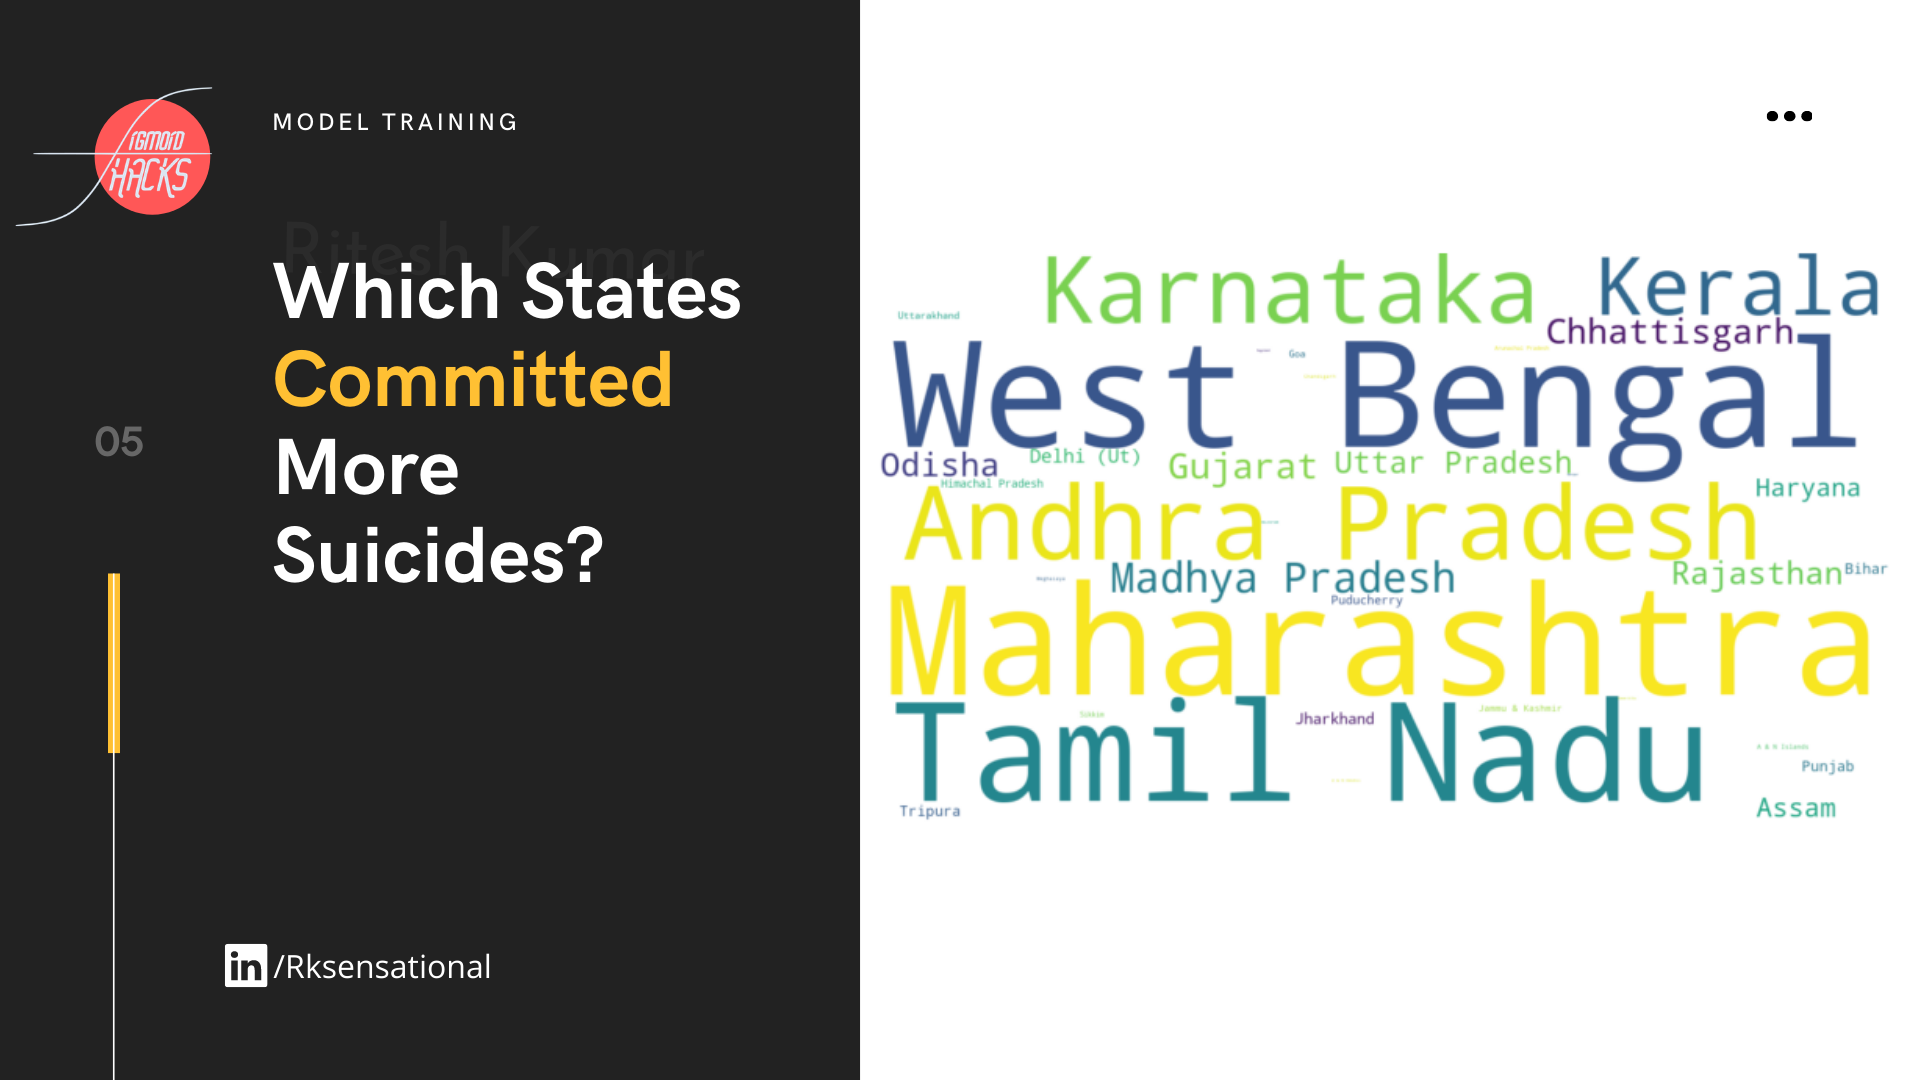 SIGMOID
HACKS
MODEL TRAINING
Ritesh Kumar
Which States
Committed
More
Suicides?
05
/Rksensational
Karnataka
Kerala
Uttarakhand
Chhattisgarh
West Bengal
Goa
Odisha
Delhi (Ut)
Gujarat
Uttar Pradesh
Himachal Pradesh
Haryana
Andhra Pradesh
Madhya Pradesh
Rajasthan
Bihar
Meghalaya
Puducherry
Maharashtra
Tamil Nadu
Sikkim
Jharkhand
Jammu & Kashmir
A & N Islands
Punjab
Tripura
Assam